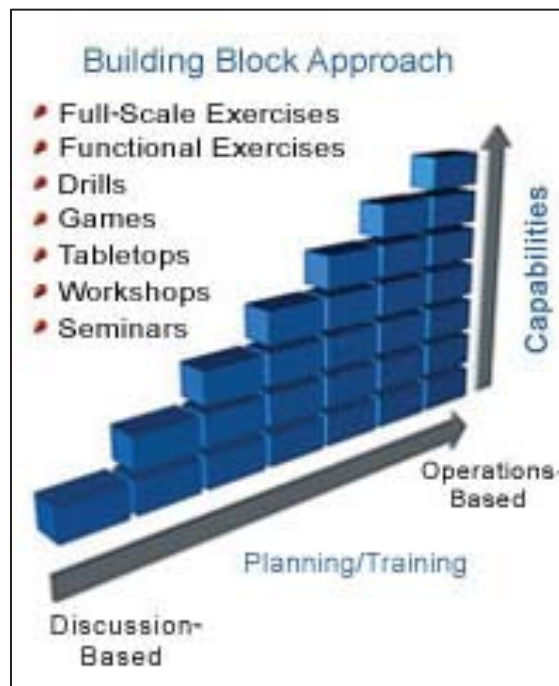 Building Block Approach
Full-Scale Exercises
Functional Exercises
Drills
Games
Tabletops
Workshops
Seminars
Capabilities
Operations-
Based
Planning/Training
Discussion-
Based